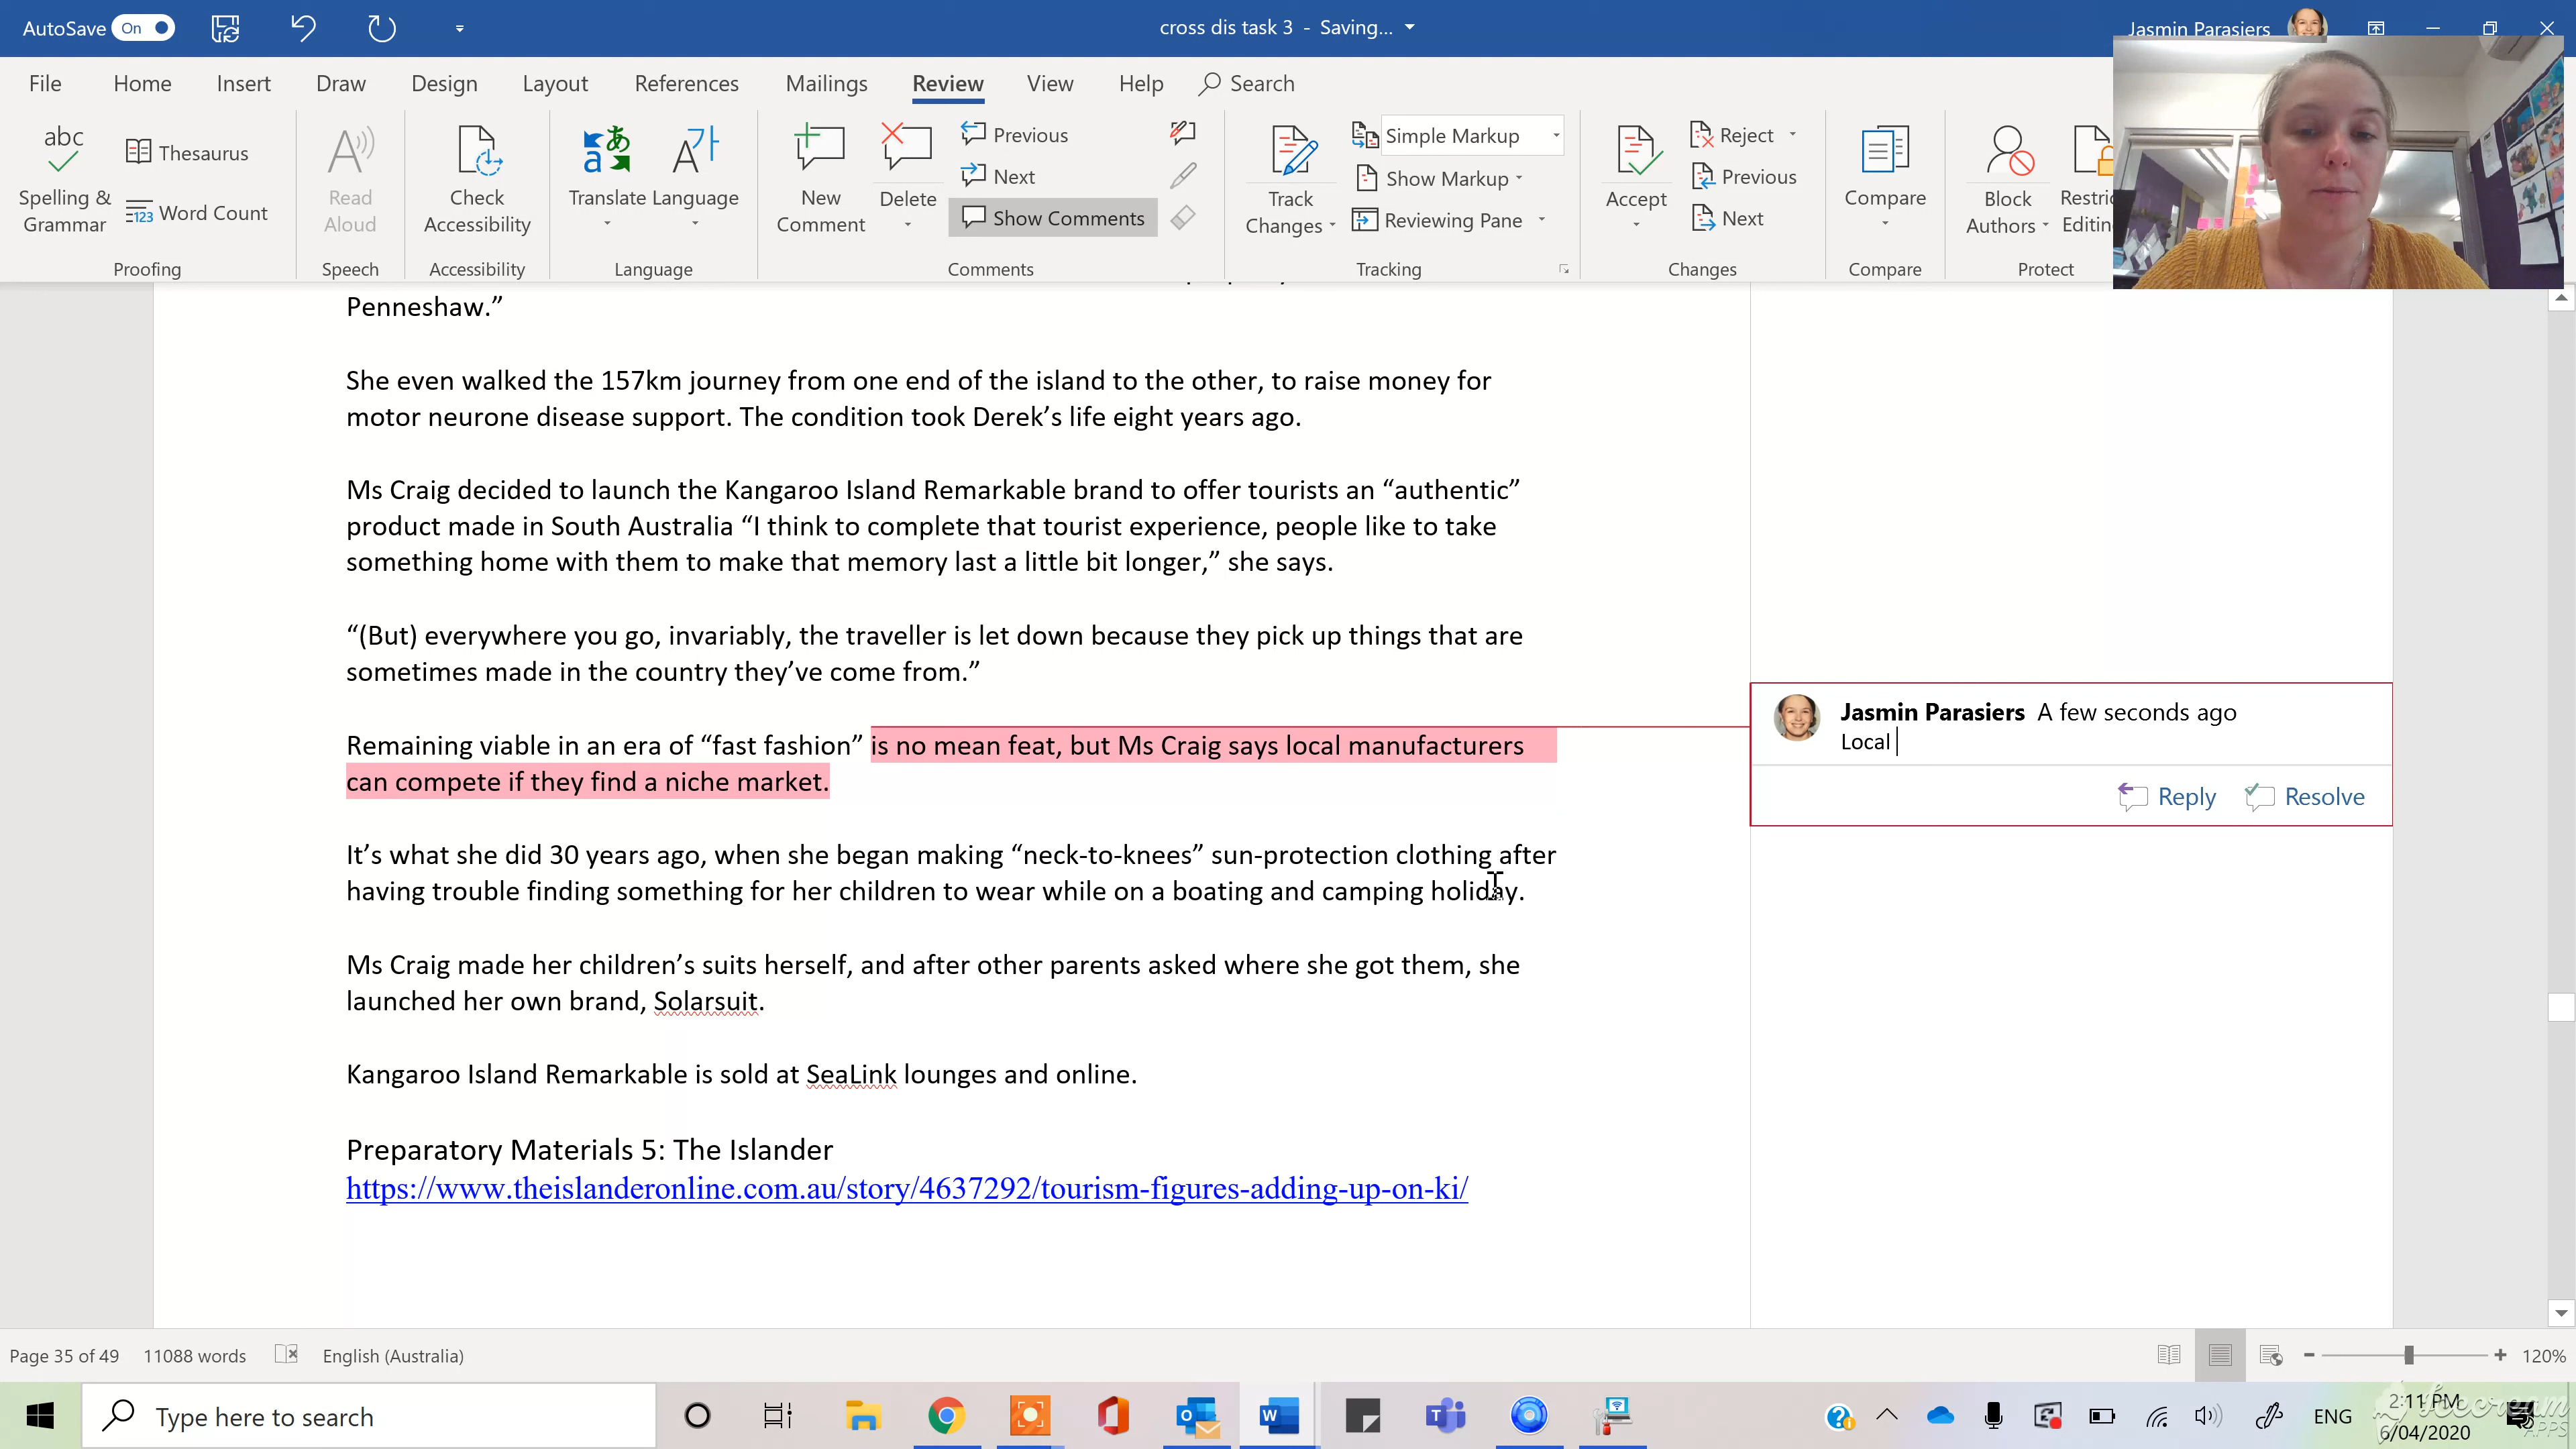 AutoSave On
cross dis task 3 - Saving...
Jasmin Parasiers
File Home Insert Draw Design Layout References Mailings Review View Help Search
abc
Spelling & Grammar
Thesaurus
Word Count
Proofing
Read Aloud
Speech
Check Accessibility
Accessibility
Translate Language
Language
New Comment
Delete
Previous
Next
Show Comments
Comments
Track Changes
Simple Markup
Show Markup
Reviewing Pane
Tracking
Accept
Reject
Previous
Next
Changes
Compare
Compare
Block Authors
Protect
Penneshaw.”
She even walked the 157km journey from one end of the island to the other, to raise money for
motor neurone disease support. The condition took Derek’s life eight years ago.
Ms Craig decided to launch the Kangaroo Island Remarkable brand to offer tourists an “authentic”
product made in South Australia “I think to complete that tourist experience, people like to take
something home with them to make that memory last a little bit longer,” she says.
“(But) everywhere you go, invariably, the traveller is let down because they pick up things that are
sometimes made in the country they’ve come from.”
Remaining viable in an era of “fast fashion” is no mean feat, but Ms Craig says local manufacturers
can compete if they find a niche market.
It’s what she did 30 years ago, when she began making “neck-to-knees” sun-protection clothing after
having trouble finding something for her children to wear while on a boating and camping holiday.
Ms Craig made her children’s suits herself, and after other parents asked where she got them, she
launched her own brand, Solarsuit.
Kangaroo Island Remarkable is sold at SeaLink lounges and online.
Preparatory Materials 5: The Islander
https://www.theislanderonline.com.au/story/4637292/tourism-figures-adding-up-on-ki/
Jasmin Parasiers A few seconds ago
Local
Reply Resolve
Page 35 of 49 11088 words English (Australia)
120%
Type here to search
ENG
2:11 PM
6/04/2020
Icecream
APPS